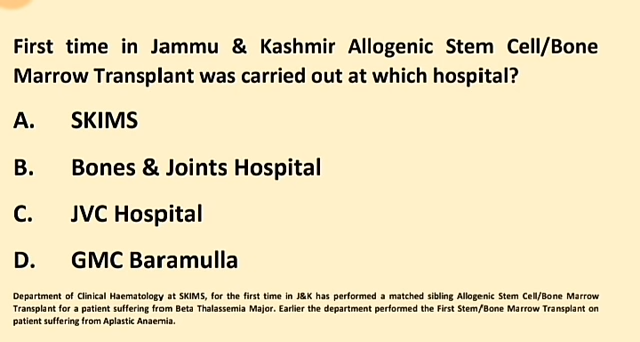 First time in Jammu & Kashmir Allogenic Stem Cell/Bone
Marrow Transplant was carried out at which hospital?
A. SKIMS
B. Bones & Joints Hospital
C. JVC Hospital
D. GMC Baramulla
Department of Clinical Haematology at SKIMS, for the first time in J&K has performed a matched sibling Allogenic Stem Cell/Bone Marrow
Transplant for a patient suffering from Beta Thalassemia Major. Earlier the department performed the First Stem/Bone Marrow Transplant on
patient suffering from Aplastic Anaemia.